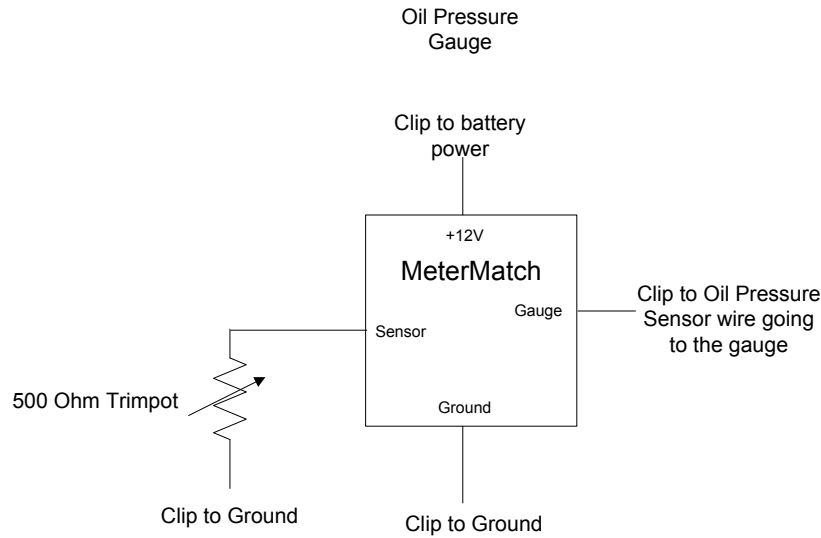 Oil Pressure
Gauge
Clip to battery
power
+12V
MeterMatch
Gauge
Clip to Oil Pressure
Sensor wire going
to the gauge
Sensor
500 Ohm Trimpot
Ground
Clip to Ground
Clip to Ground